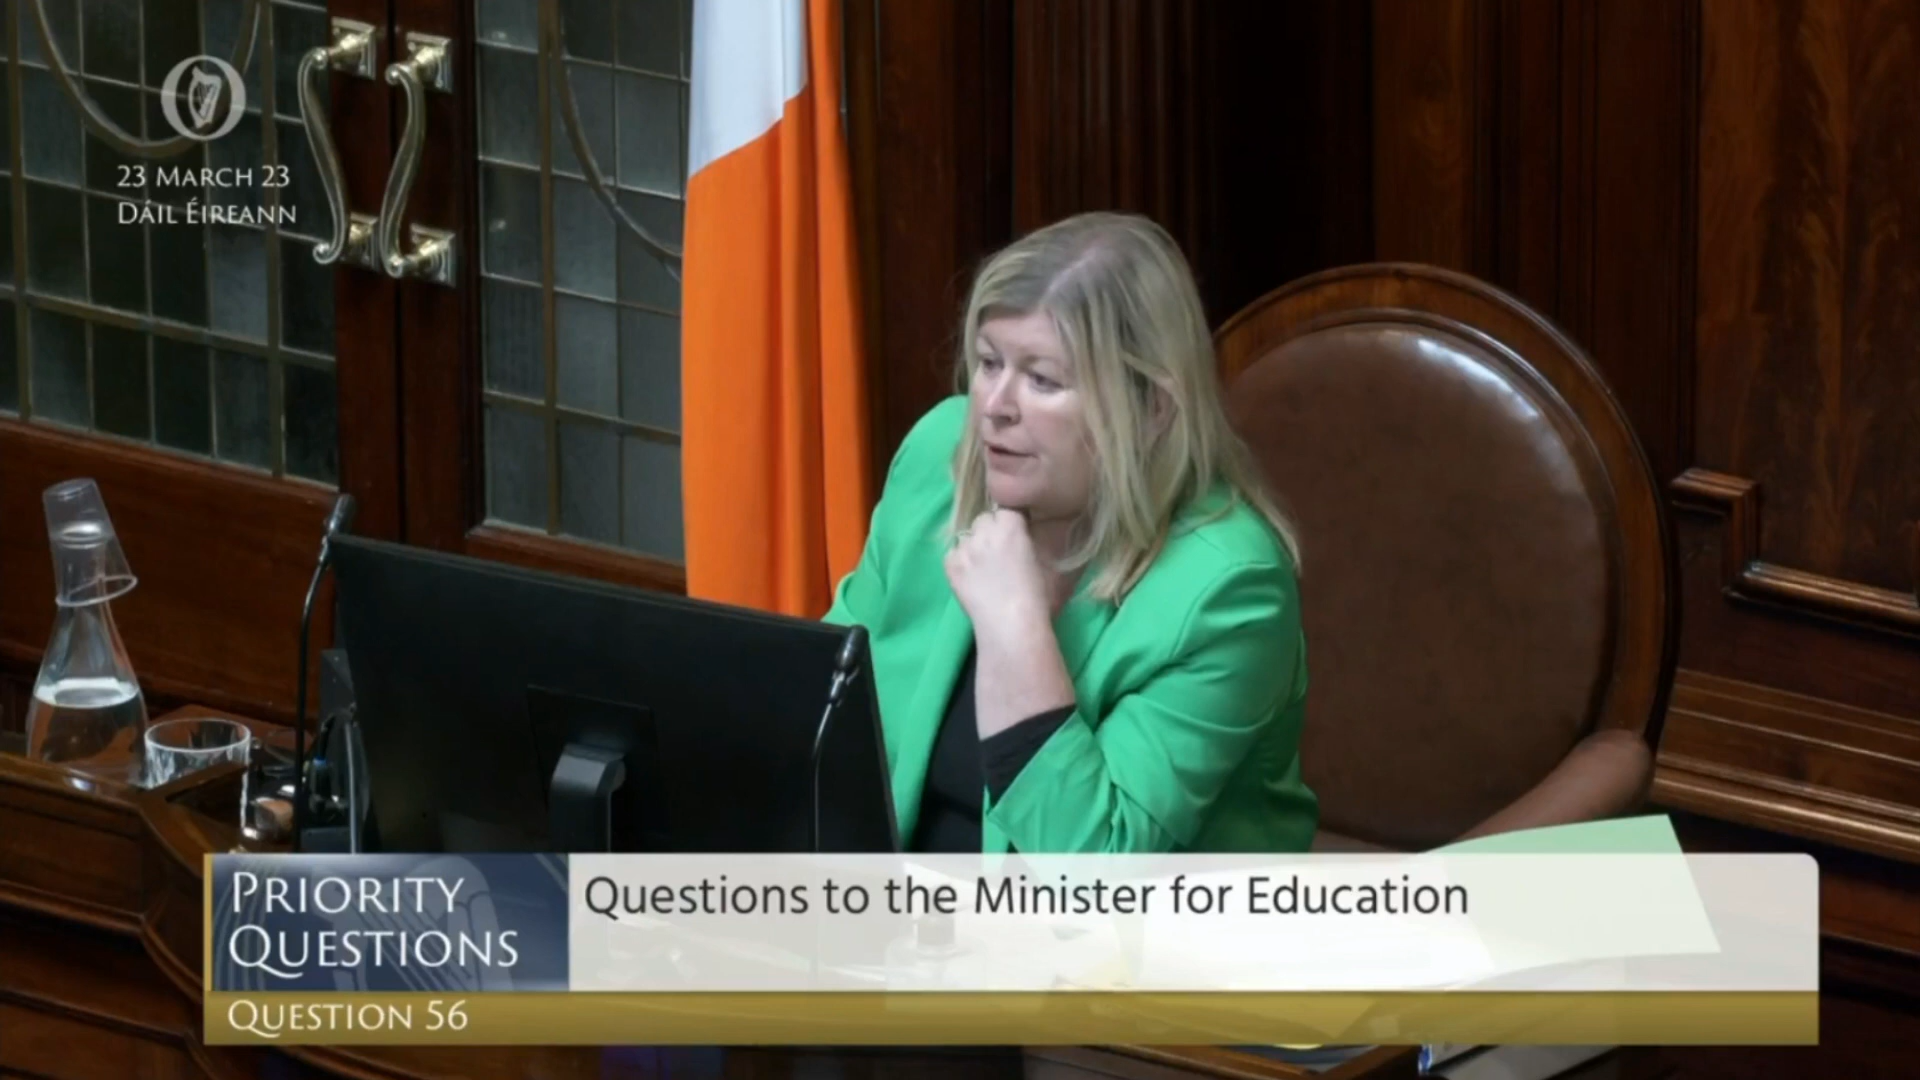 23 March 23
Dáil Éireann
Priority
Questions
Questions to the Minister for Education
Question 56